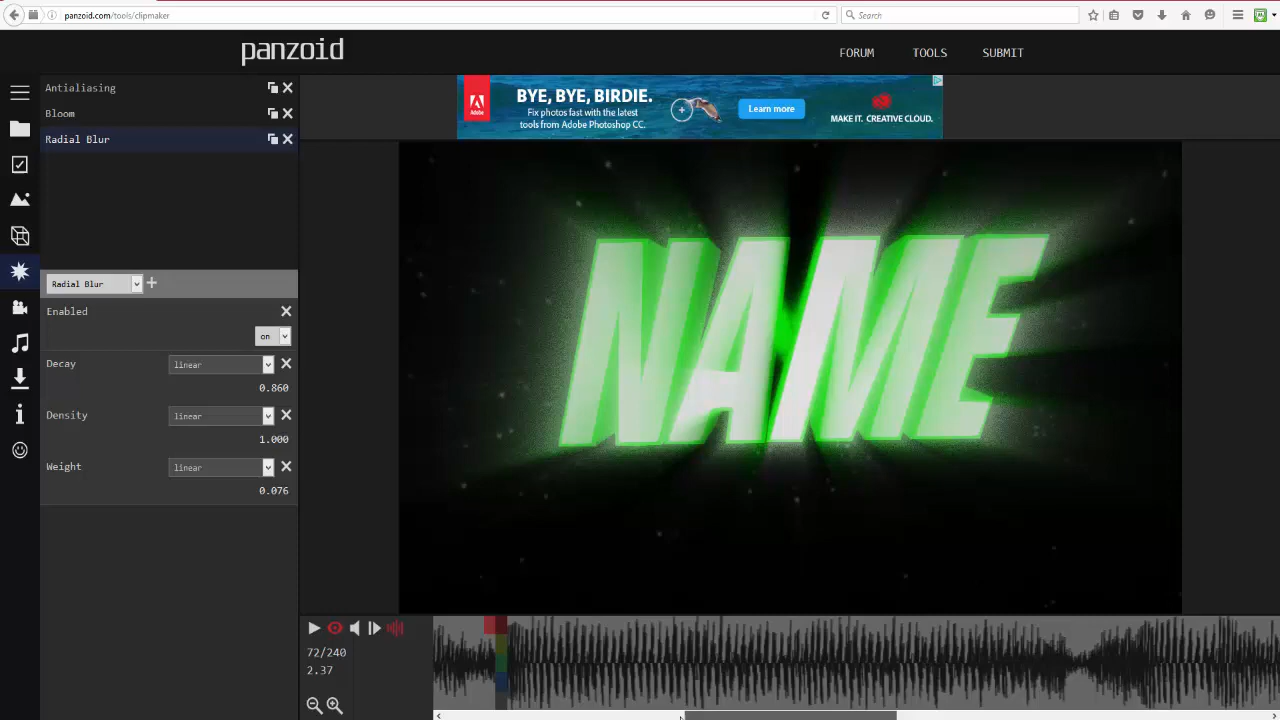 panzoid.com/tools/clipmaker
Search
panzoid
FORUM
TOOLS
SUBMIT
Antialiasing
Bloom
Radial Blur
BYE, BYE, BIRDIE.
Fix photos fast with the latest
tools from Adobe Photoshop CC.
Learn more
MAKE IT. CREATIVE CLOUD.
Adobe
NAME
Radial Blur
Enabled
on
Decay
linear
0.860
Density
linear
1.000
Weight
linear
0.076
72/240
2.37